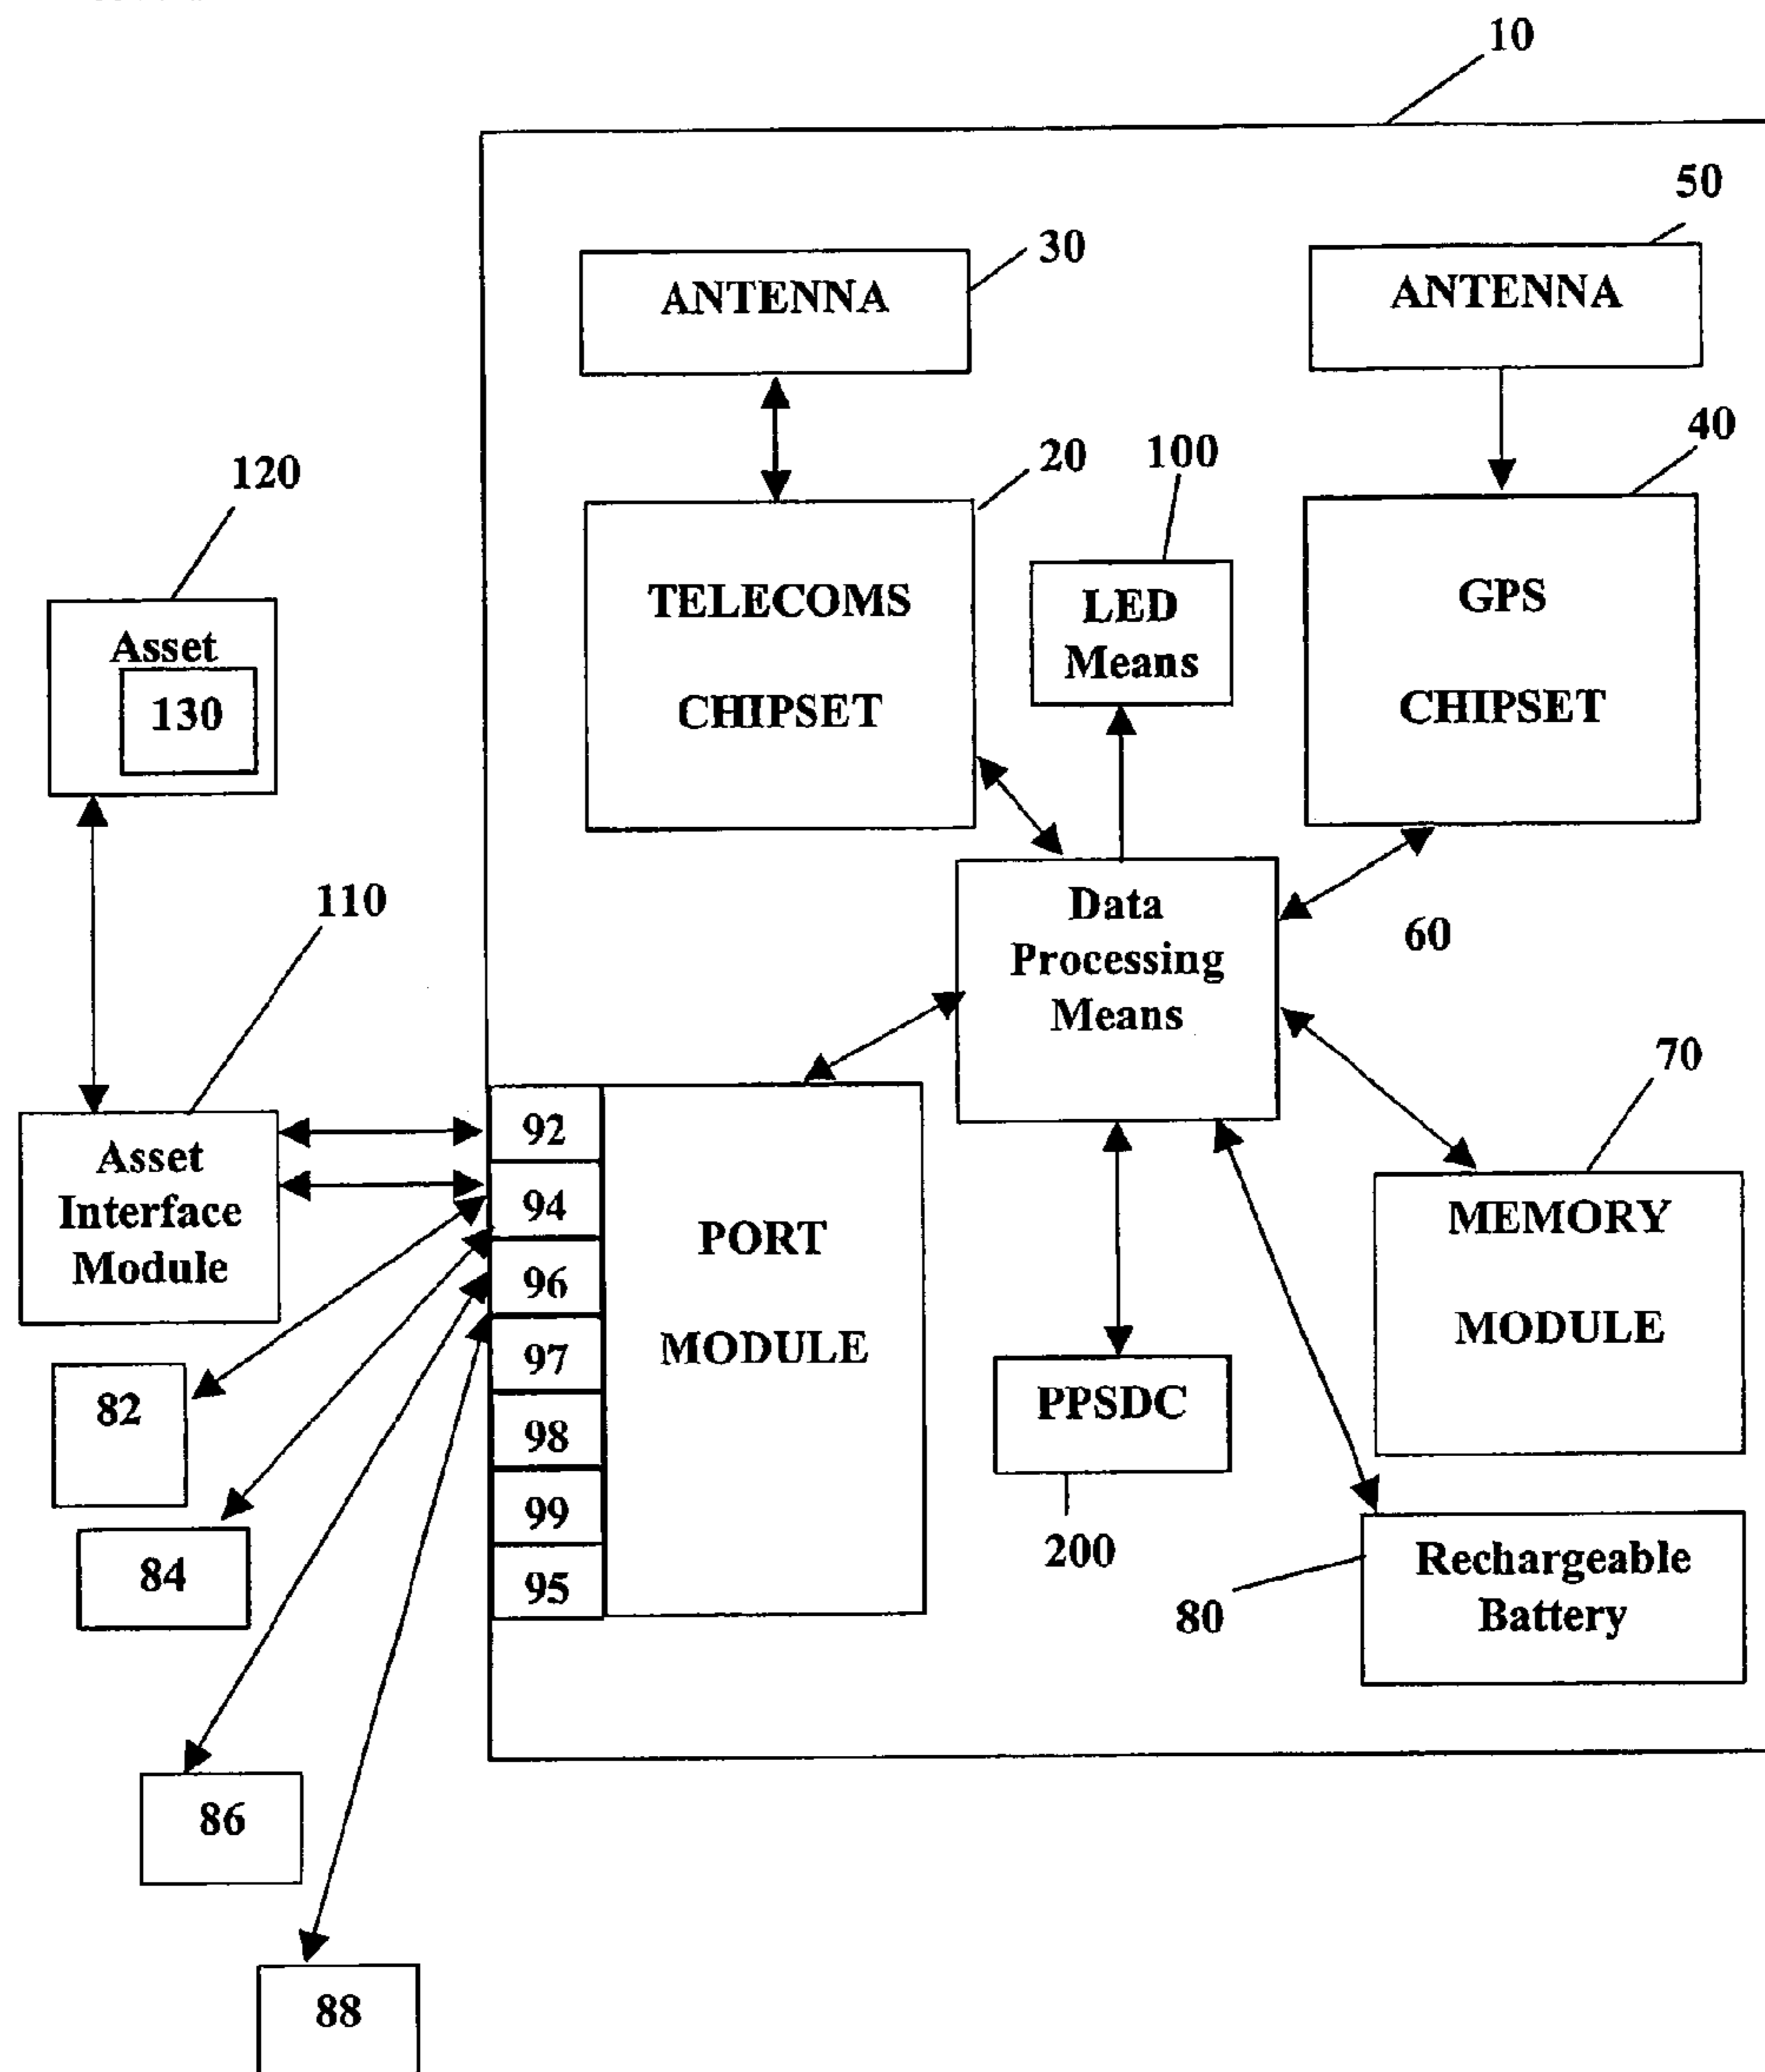 10
50
30
ANTENNA
ANTENNA
40
20
100
120
TELECOMS
CHIPSET
LED
Means
GPS
CHIPSET
Asset
130
110
Data
Processing
Means
60
70
92
94
96
97
98
99
95
Asset
Interface
Module
PORT
MODULE
MEMORY
MODULE
82
PPSDC
84
200
80
Rechargeable
Battery
86
88